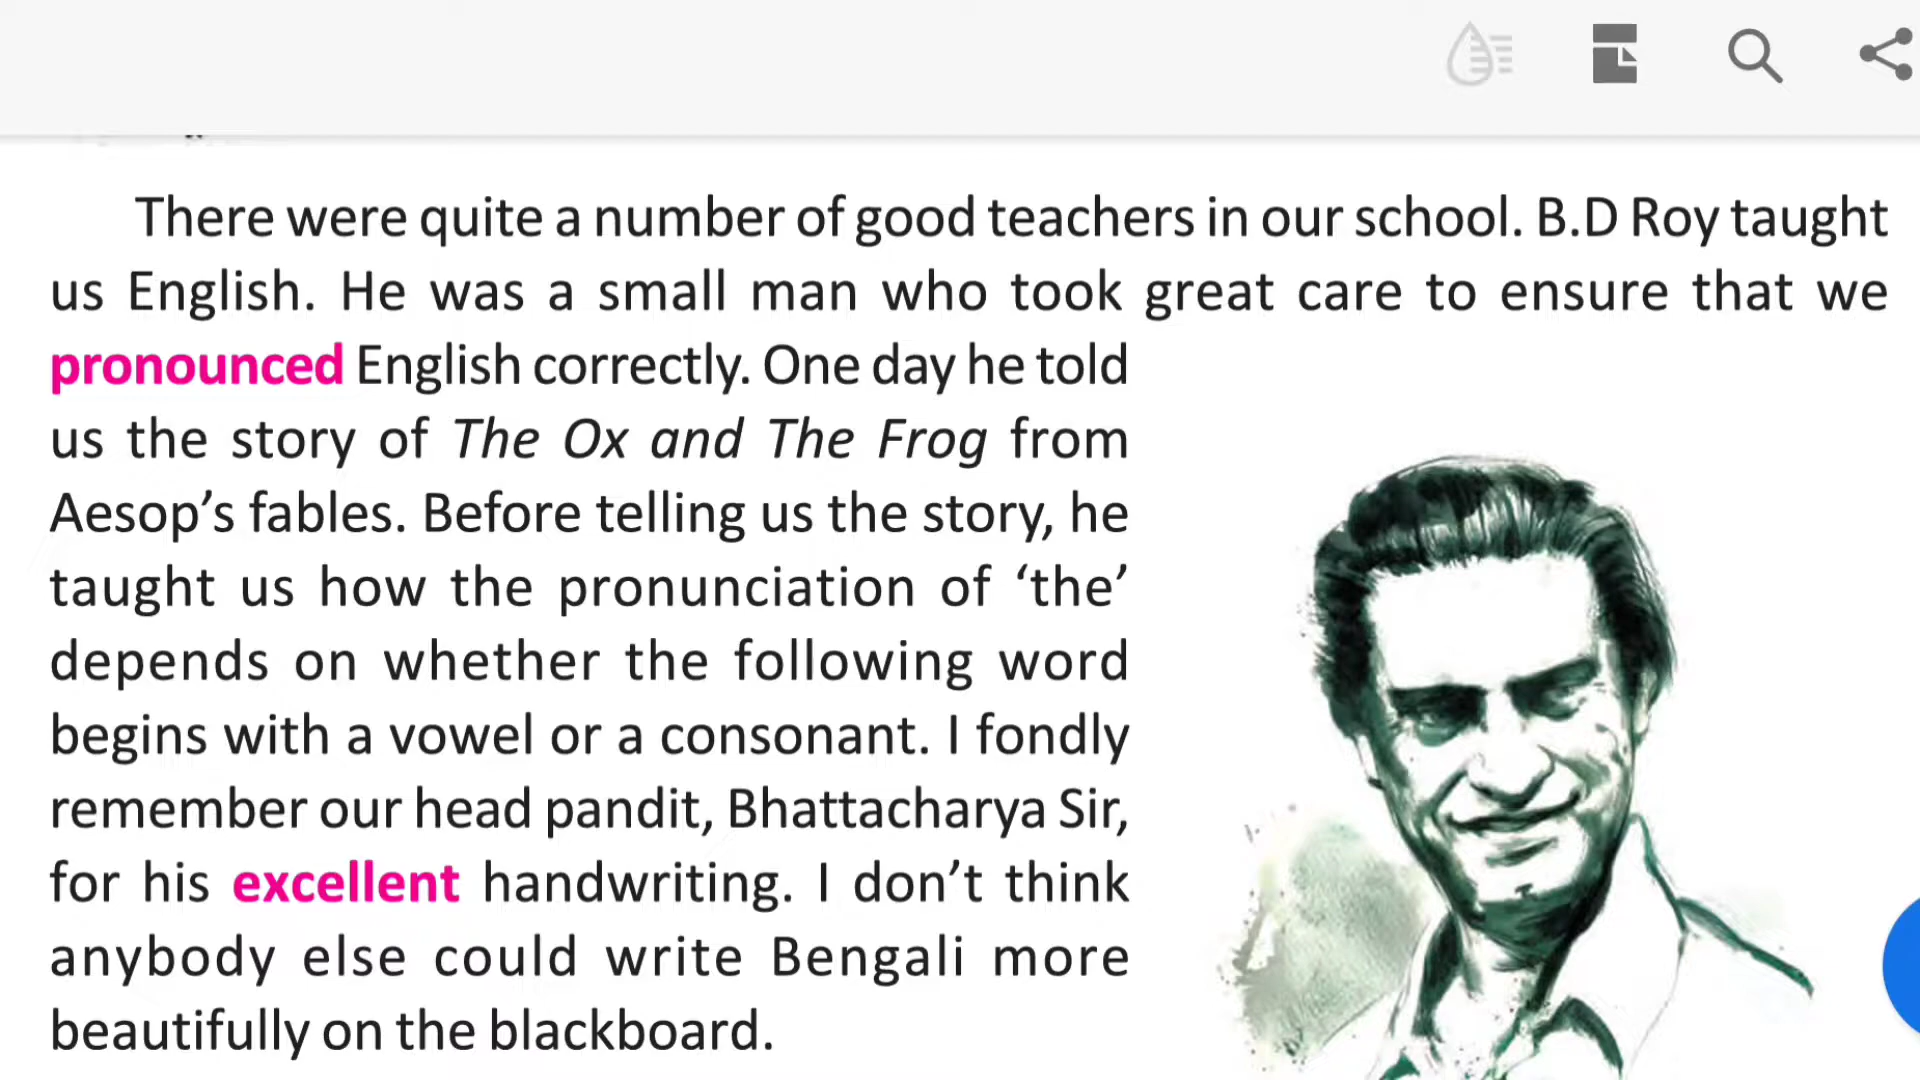 There were quite a number of good teachers in our school. B.D Roy taught
us English. He was a small man who took great care to ensure that we
pronounced English correctly. One day he told
us the story of The Ox and The Frog from
Aesop’s fables. Before telling us the story, he
taught us how the pronunciation of ‘the’
depends on whether the following word
begins with a vowel or a consonant. I fondly
remember our head pandit, Bhattacharya Sir,
for his excellent handwriting. I don’t think
anybody else could write Bengali more
beautifully on the blackboard.